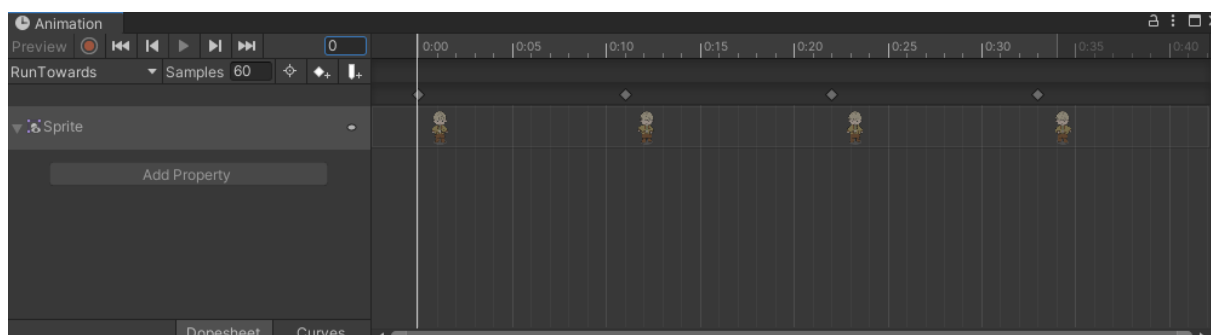 Animation
Preview 0 0:00 0:05 0:10 0:15 0:20 0:25 0:30 0:35 0:40
RunTowards Samples 60
Sprite
Add Property
Dopesheet Curves